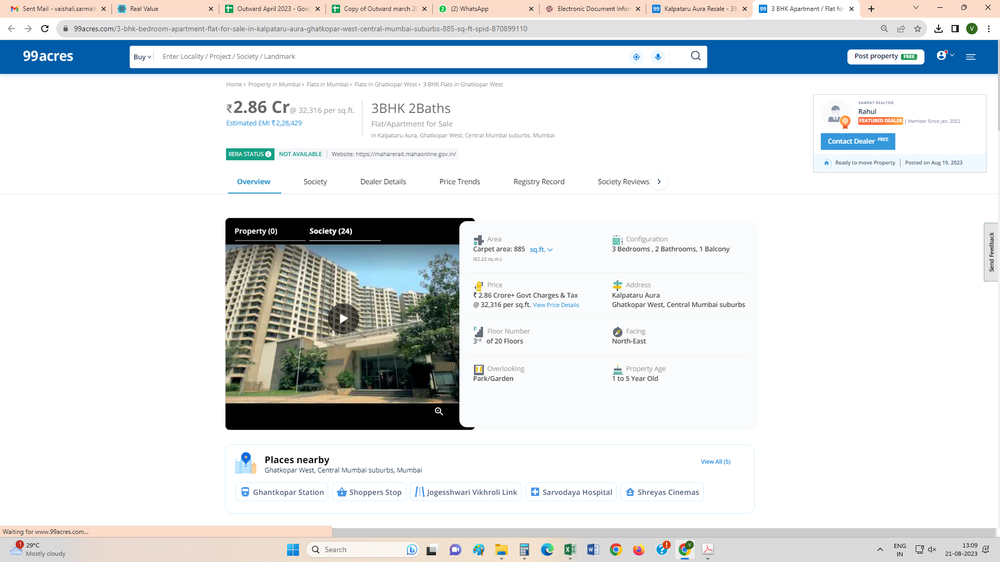 Sent Mail - vaishali.sarmalk
Real Value
Outward April 2023 - Goog
Copy of Outward march 20
(2) WhatsApp
Electronic Document Infor
Kalpataru Aura Resale - 39
3 BHK Apartment / Flat for
99acres.com/3-bhk-bedroom-apartment-flat-for-sale-in-kalpataru-aura-ghatkopar-west-central-mumbai-suburbs-885-sq-ft-spid-B70899110
V
99acres
Buy
Enter Locality / Project / Society / Landmark
Post property FREE
Home › Property in Mumbai › Flats in Mumbai › Flats in Ghatkopar West › 3 BHK Flats in Ghatkopar West
₹2.86 Cr @ 32,316 per sq.ft.
Estimated EMI ₹2,28,429
3BHK 2Baths
Flat/Apartment for Sale
in Kalpataru Aura, Ghatkopar West, Central Mumbai suburbs, Mumbai
SAMRAT REALTOR
Rahul
FEATURED DEALER | Member Since Jan, 2022
Contact Dealer FREE
Ready to move Property | Posted on Aug 19, 2023
RERA STATUS NOT AVAILABLE | Website: https://maharerait.mahaonline.gov.in/
Overview Society Dealer Details Price Trends Registry Record Society Reviews
Send Feedback
Property (0) Society (24)
Area
Carpet area: 885 sq.ft.
(82.22 sq.m.)
Configuration
3 Bedrooms , 2 Bathrooms, 1 Balcony
Price
₹ 2.86 Crore+ Govt Charges & Tax
@ 32,316 per sq.ft. View Price Details
Address
Kalpataru Aura
Ghatkopar West, Central Mumbai suburbs
Floor Number
3rd of 20 Floors
Facing
North-East
Overlooking
Park/Garden
Property Age
1 to 5 Year Old
Places nearby
Ghatkopar West, Central Mumbai suburbs, Mumbai
View All (5)
Ghantkopar Station
Shoppers Stop
Jogesshwari Vikhroli Link
Sarvodaya Hospital
Shreyas Cinemas
Waiting for www.99acres.com...
1
29°C
Mostly cloudy
Search
ENG
IN
13:09
21-08-2023